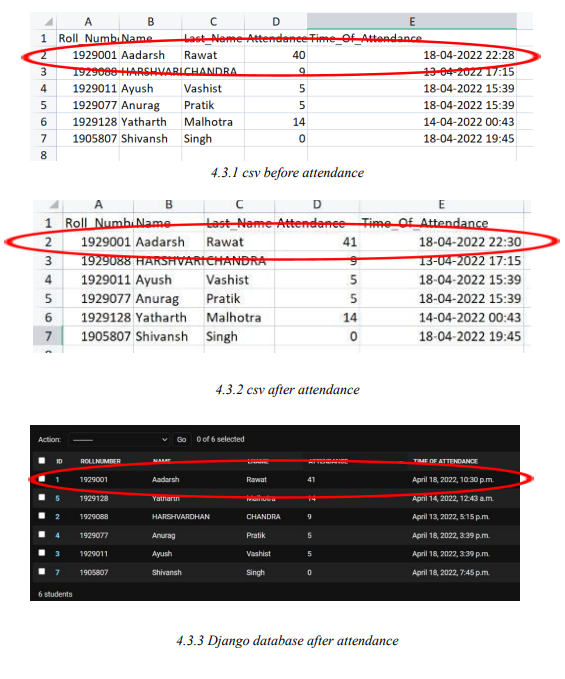 A B C D E
1 Roll_Numb Name Last_Name Attendance Time_Of_Attendance
2 1929001 Aadarsh Rawat 40 18-04-2022 22:28
3 1929088 HARSHVARI CHANDRA 9 13-04-2022 17:15
4 1929011 Ayush Vashist 5 18-04-2022 15:39
5 1929077 Anurag Pratik 5 18-04-2022 15:39
6 1929128 Yatharth Malhotra 14 14-04-2022 00:43
7 1905807 Shivansh Singh 0 18-04-2022 19:45
8
4.3.1 csv before attendance
A B C D E
1 Roll_Numb Name Last_Name Attendance Time_Of_Attendance
2 1929001 Aadarsh Rawat 41 18-04-2022 22:30
3 1929088 HARSHVARI CHANDRA 9 13-04-2022 17:15
4 1929011 Ayush Vashist 5 18-04-2022 15:39
5 1929077 Anurag Pratik 5 18-04-2022 15:39
6 1929128 Yatharth Malhotra 14 14-04-2022 00:43
7 1905807 Shivansh Singh 0 18-04-2022 19:45
4.3.2 csv after attendance
Action: Go 0 of 6 selected
ID ROLLNUMBER NAME LNAME ATTENDANCE TIME OF ATTENDANCE
1 1929001 Aadarsh Rawat 41 April 18, 2022, 10:30 p.m.
5 1929128 Yatharth Malhotra 14 April 14, 2022, 12:43 a.m.
2 1929088 HARSHVARDHAN CHANDRA 9 April 13, 2022, 5:15 p.m.
4 1929077 Anurag Pratik 5 April 18, 2022, 3:39 p.m.
3 1929011 Ayush Vashist 5 April 18, 2022, 3:39 p.m.
7 1905807 Shivansh Singh 0 April 18, 2022, 7:45 p.m.
6 students
4.3.3 Django database after attendance